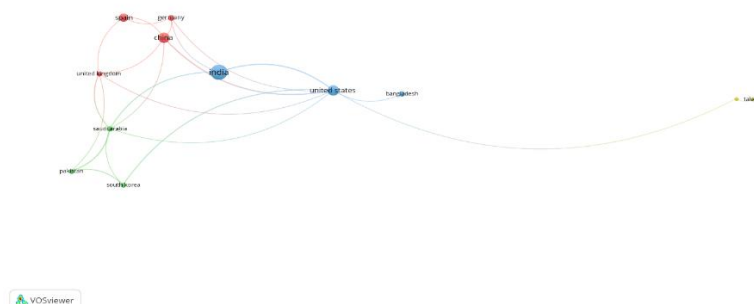 spain
germany
china
india
united kingdom
united states
bangladesh
saudi arabia
pakistan
south korea
VOSviewer